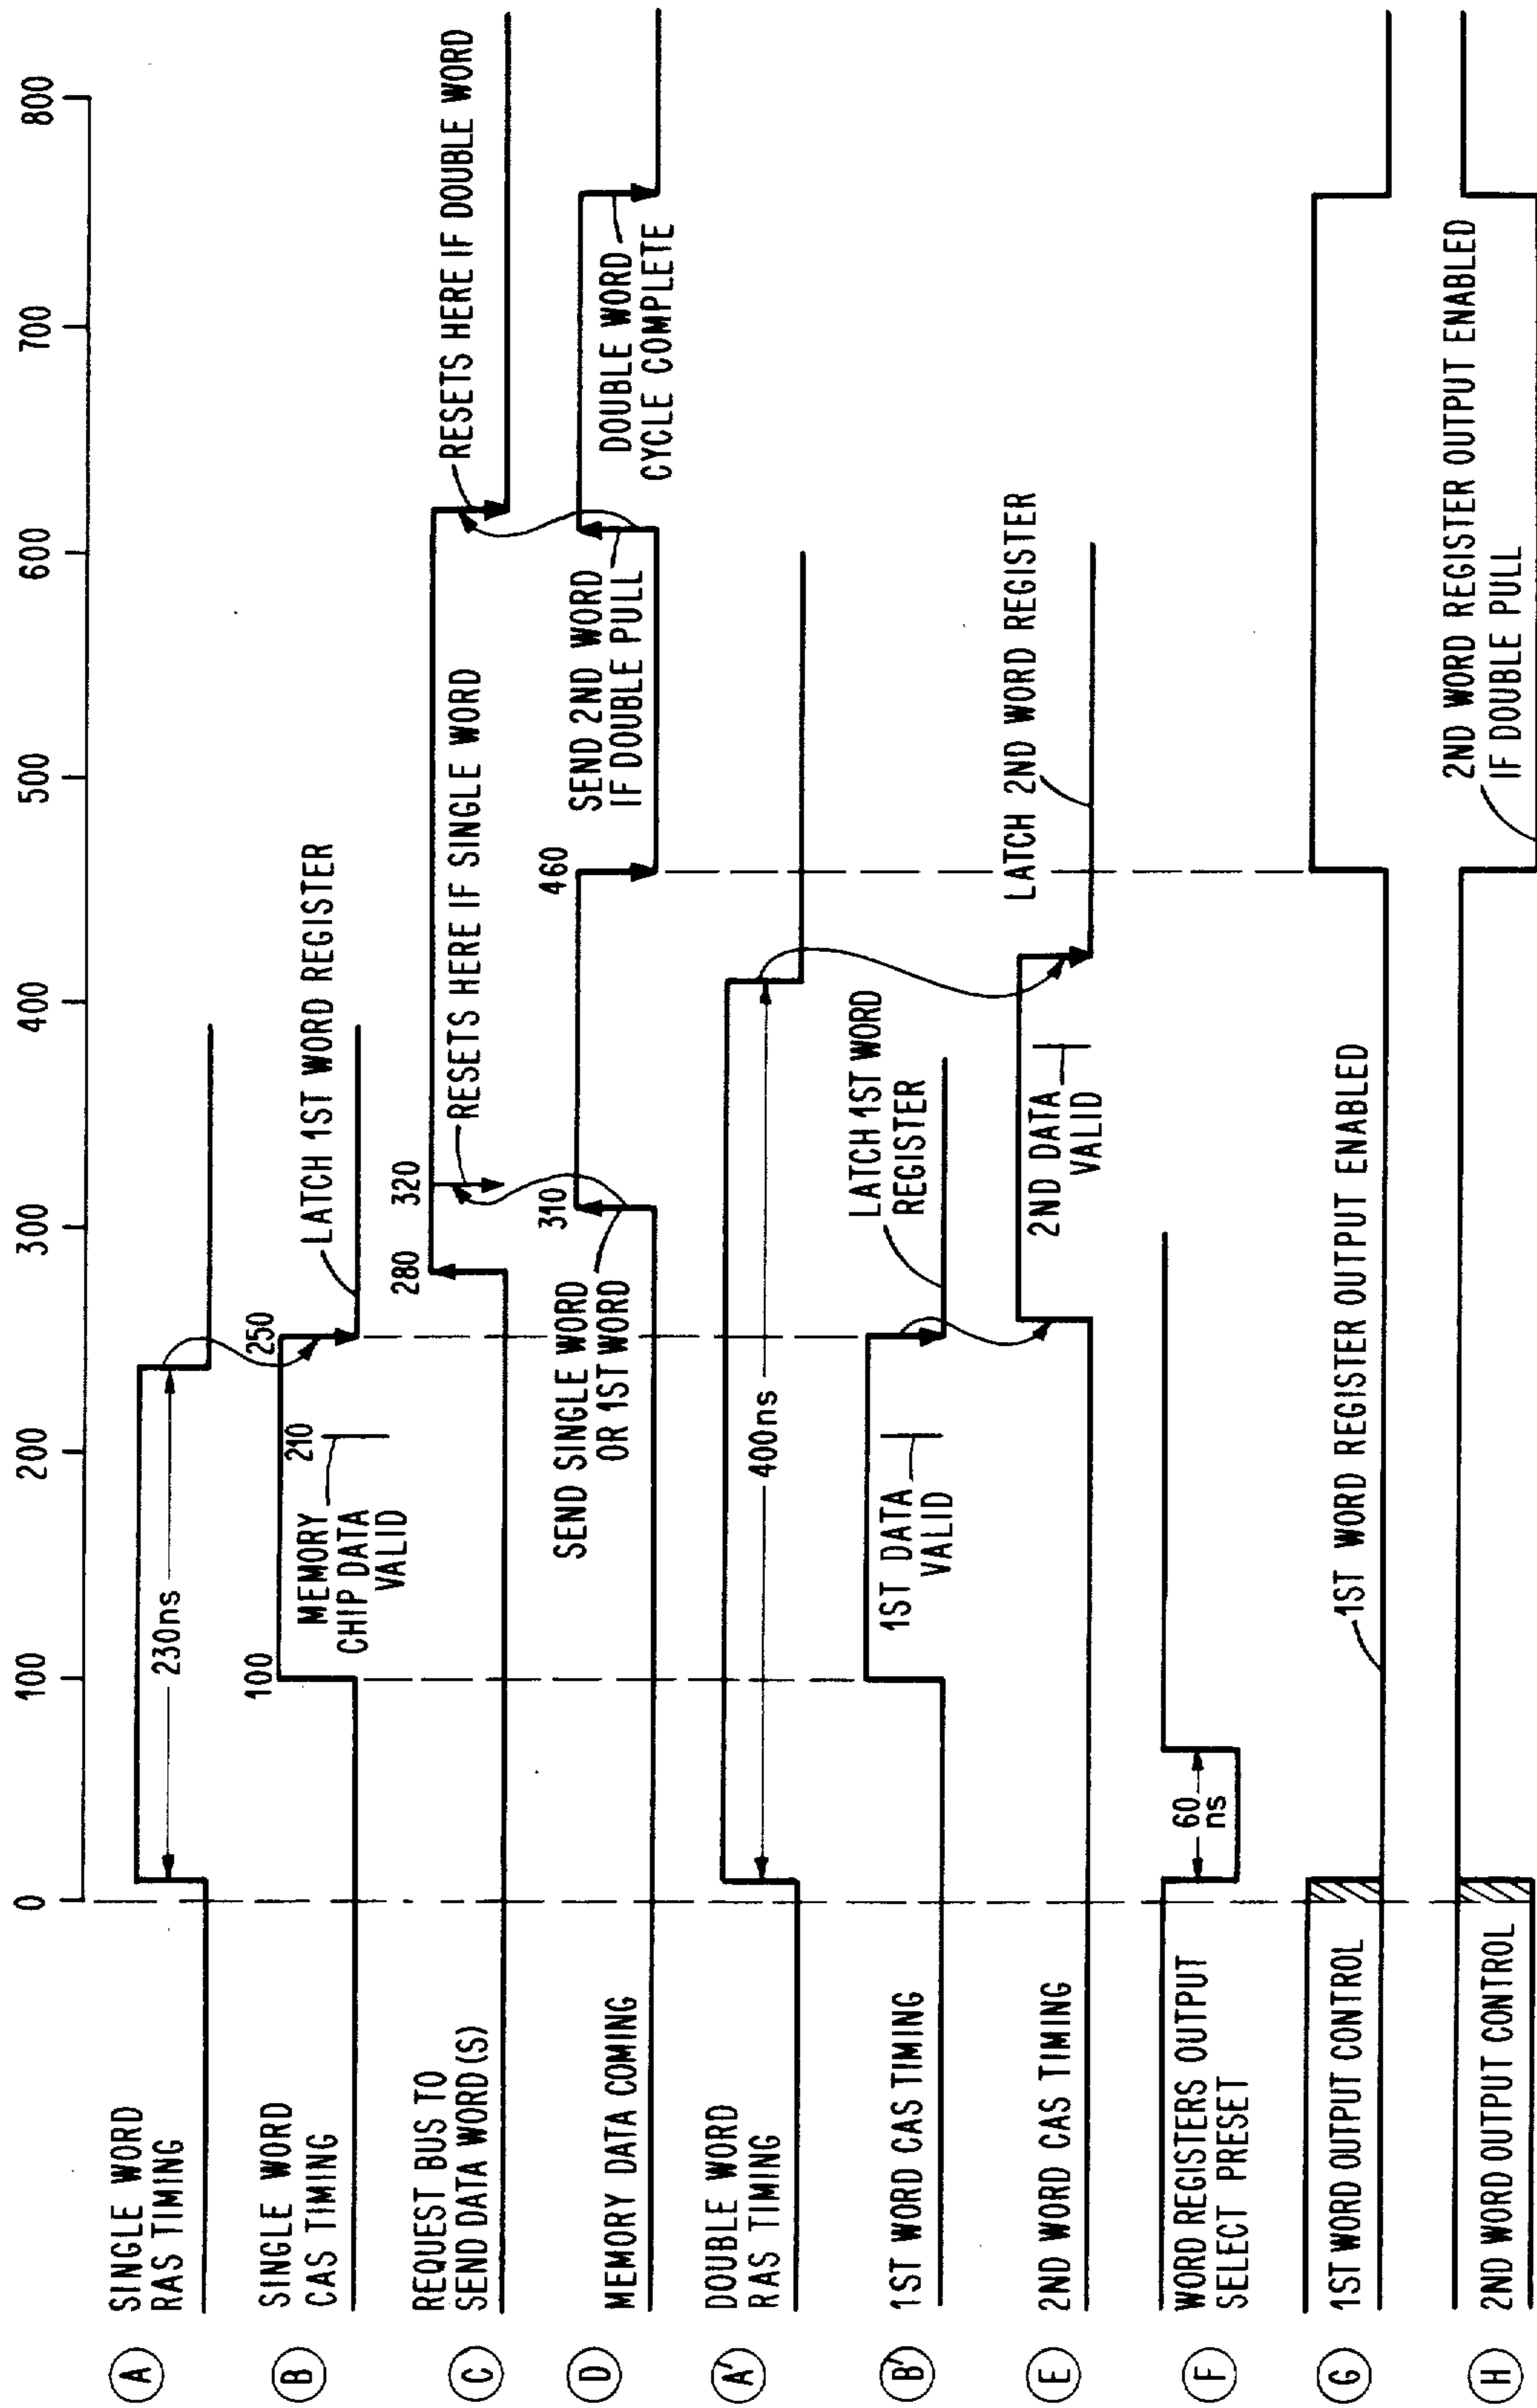 0 100 200 300 400 500 600 700 800
A
SINGLE WORD
RAS TIMING
230ns
B
SINGLE WORD
CAS TIMING
100
MEMORY
CHIP DATA
VALID
210
250
LATCH 1ST WORD REGISTER
C
REQUEST BUS TO
SEND DATA WORD(S)
280
320
RESETS HERE IF SINGLE WORD
RESETS HERE IF DOUBLE WORD
D
MEMORY DATA COMING
SEND SINGLE WORD
OR 1ST WORD
310
460
SEND 2ND WORD
IF DOUBLE PULL
DOUBLE WORD
CYCLE COMPLETE
A'
DOUBLE WORD
RAS TIMING
400ns
B'
1ST WORD CAS TIMING
1ST DATA
VALID
LATCH 1ST WORD
REGISTER
E
2ND WORD CAS TIMING
2ND DATA
VALID
LATCH 2ND WORD REGISTER
F
WORD REGISTERS OUTPUT
SELECT PRESET
60
ns
G
1ST WORD OUTPUT CONTROL
1ST WORD REGISTER OUTPUT ENABLED
H
2ND WORD OUTPUT CONTROL
2ND WORD REGISTER OUTPUT ENABLED
IF DOUBLE PULL